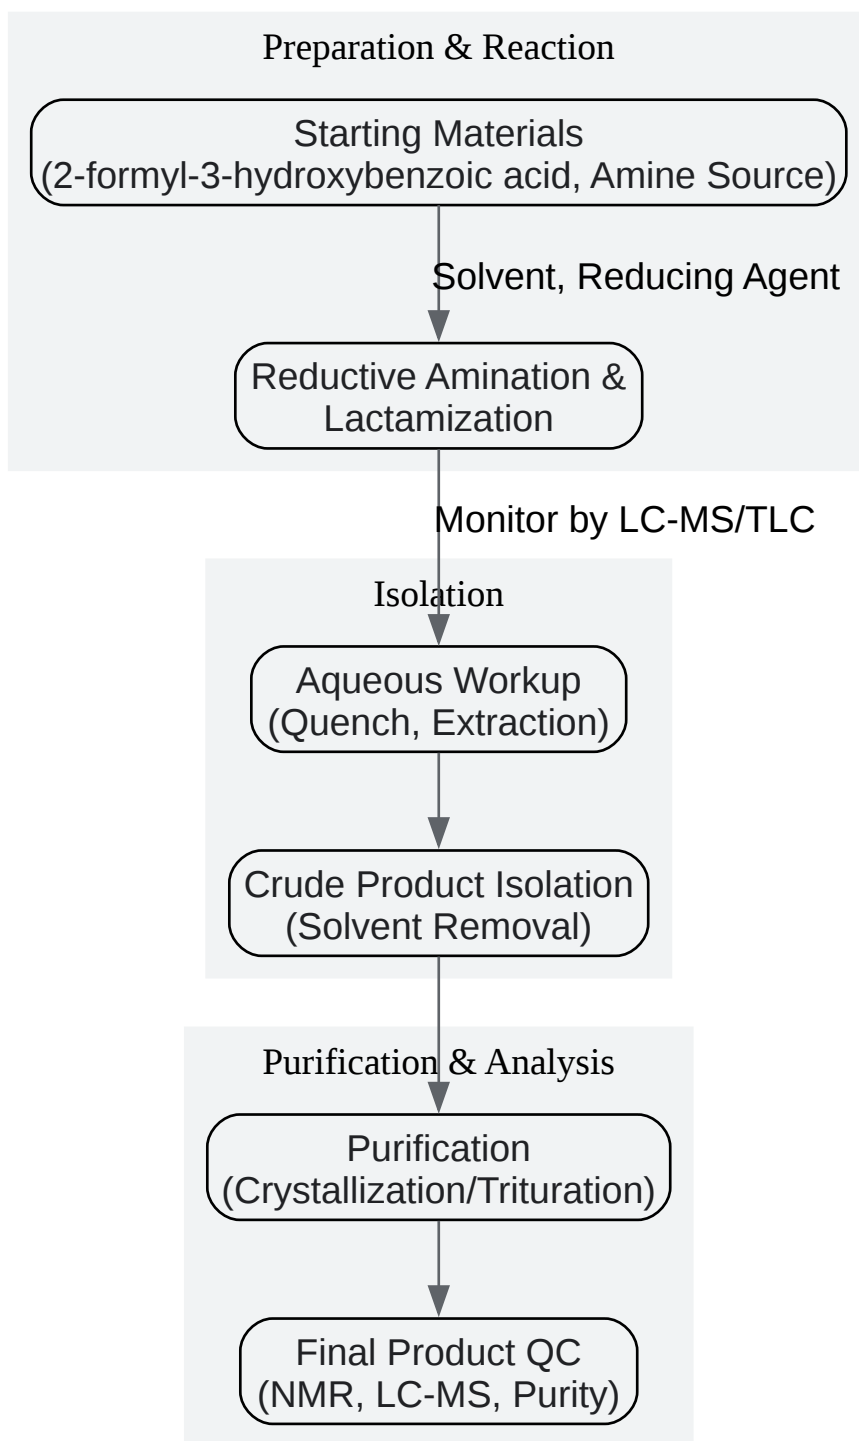 Preparation & Reaction
Starting Materials
(2-formyl-3-hydroxybenzoic acid, Amine Source)
Solvent, Reducing Agent
Reductive Amination &
Lactamization
Monitor by LC-MS/TLC
Isolation
Aqueous Workup
(Quench, Extraction)
Crude Product Isolation
(Solvent Removal)
Purification & Analysis
Purification
(Crystallization/Trituration)
Final Product QC
(NMR, LC-MS, Purity)